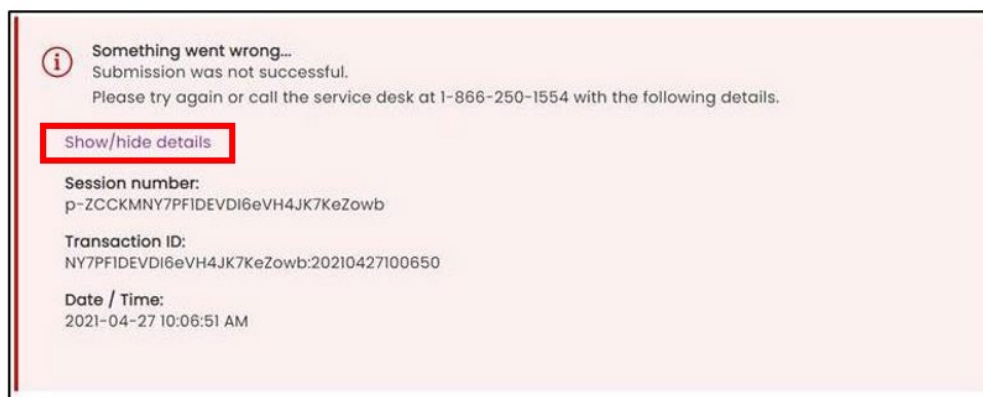 Something went wrong...
Submission was not successful.
Please try again or call the service desk at 1-866-250-1554 with the following details.
Show/hide details
Session number:
p-ZCCKMNY7PF1DEVDI6eVH4JK7KeZowb
Transaction ID:
NY7PF1DEVDI6eVH4JK7KeZowb:20210427100650
Date / Time:
2021-04-27 10:06:51 AM